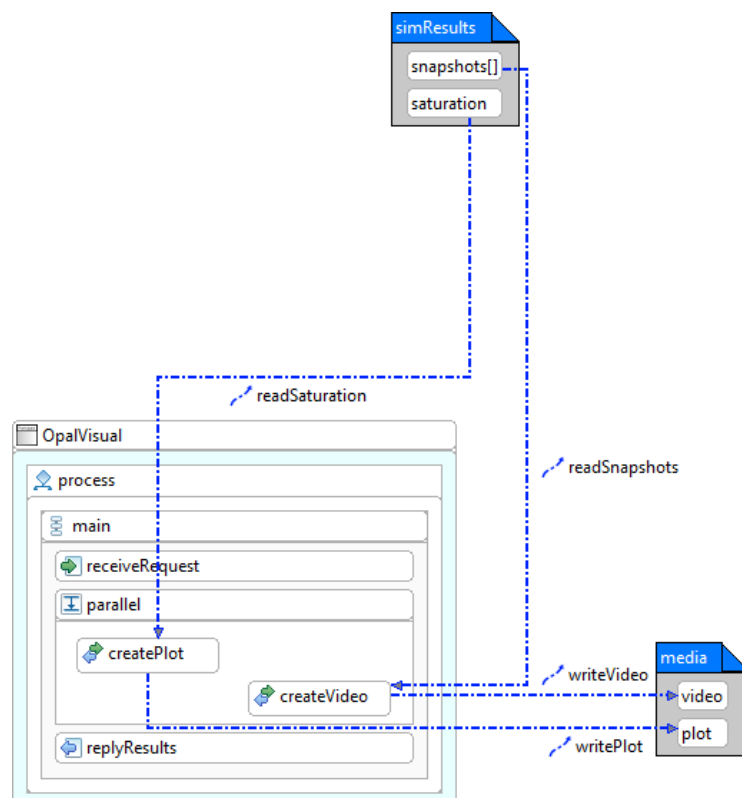 simResults
snapshots[]
saturation
readSaturation
OpalVisual
readSnapshots
process
main
receiveRequest
parallel
createPlot
media
writeVideo
createVideo
video
plot
writePlot
replyResults